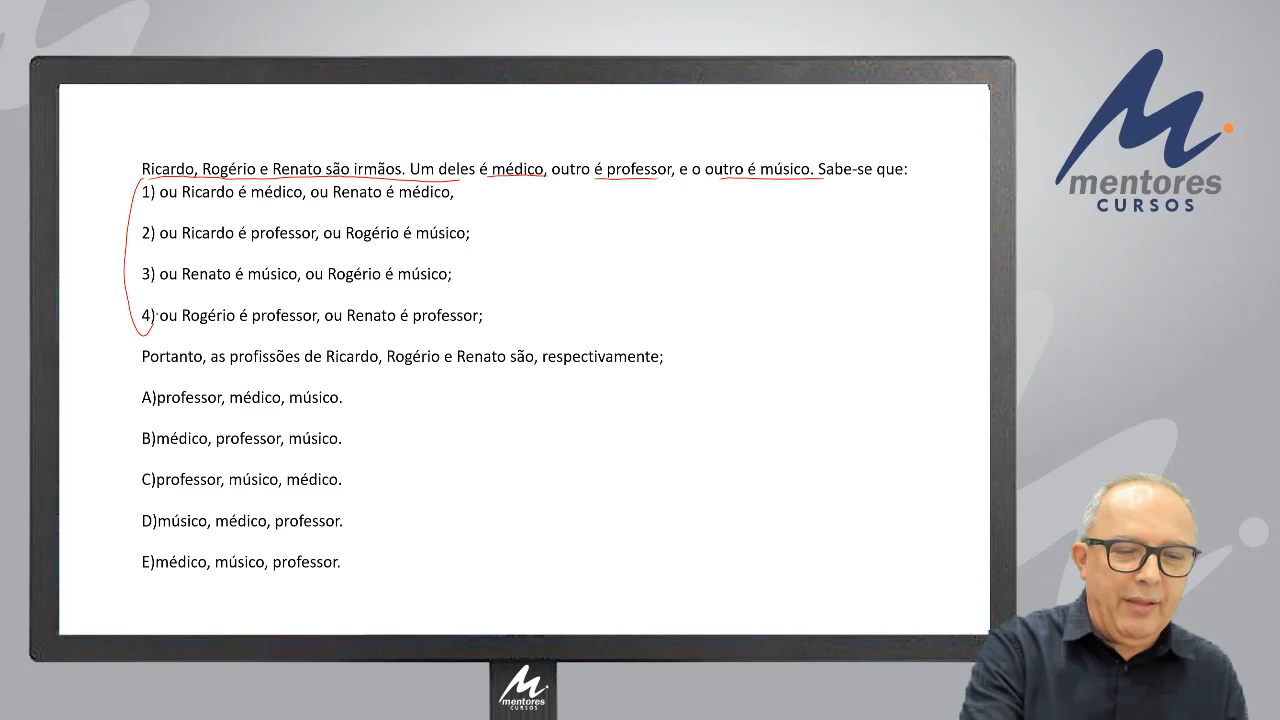 Ricardo, Rogério e Renato são irmãos. Um deles é médico, outro é professor, e o outro é músico. Sabe-se que:
1) ou Ricardo é médico, ou Renato é médico,
2) ou Ricardo é professor, ou Rogério é músico;
3) ou Renato é músico, ou Rogério é músico;
4) ou Rogério é professor, ou Renato é professor;
Portanto, as profissões de Ricardo, Rogério e Renato são, respectivamente;
A)professor, médico, músico.
B)médico, professor, músico.
C)professor, músico, médico.
D)músico, médico, professor.
E)médico, músico, professor.
mentores
CURSOS
mentores
CURSOS